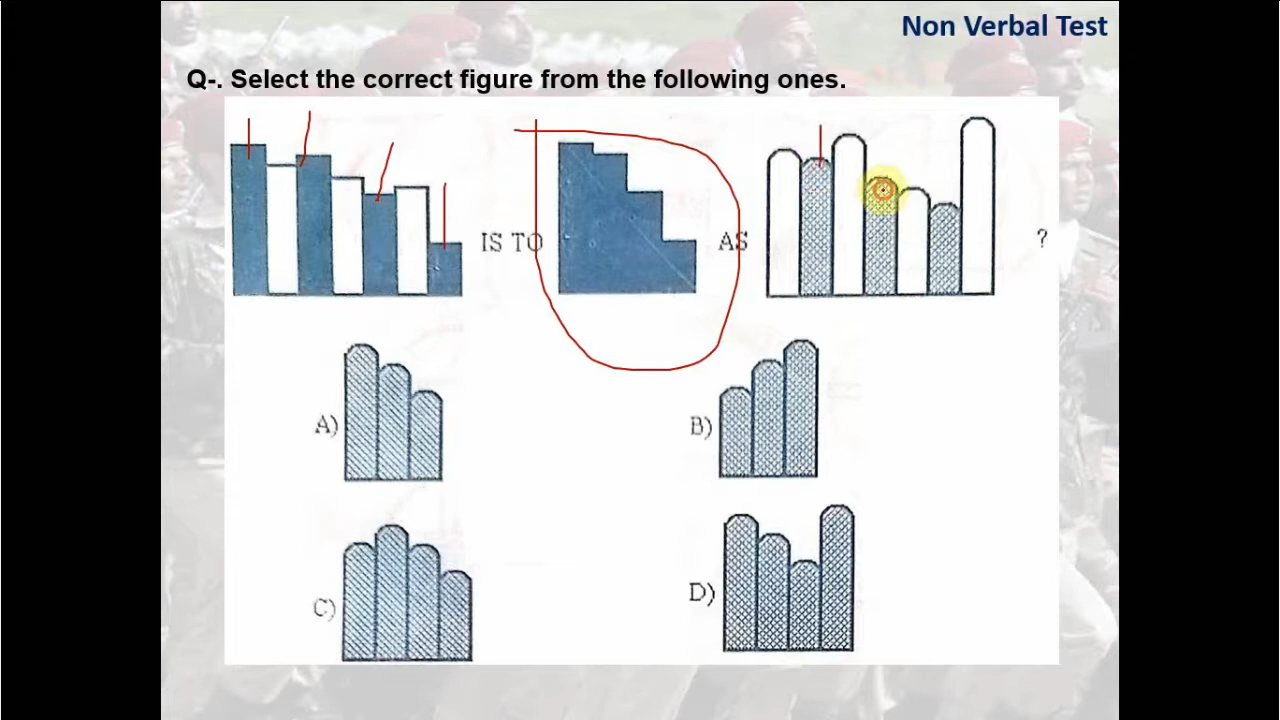 Non Verbal Test
Q-. Select the correct figure from the following ones.
IS TO
AS
?
A)
B)
C)
D)